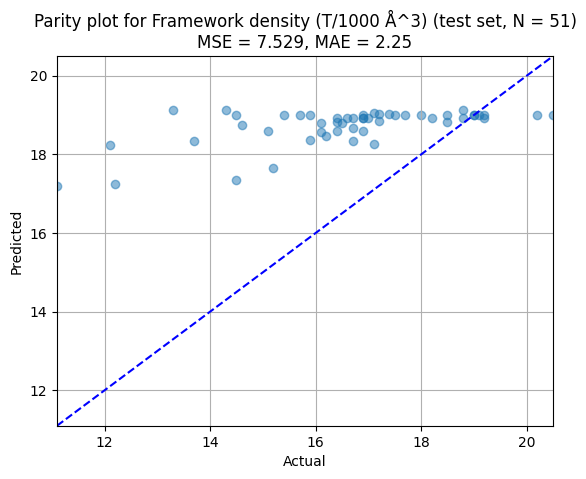 Parity plot for Framework density (T/1000 Å^3) (test set, N = 51)
MSE = 7.529, MAE = 2.25
20
18
16
14
12
Predicted
12 14 16 18 20
Actual